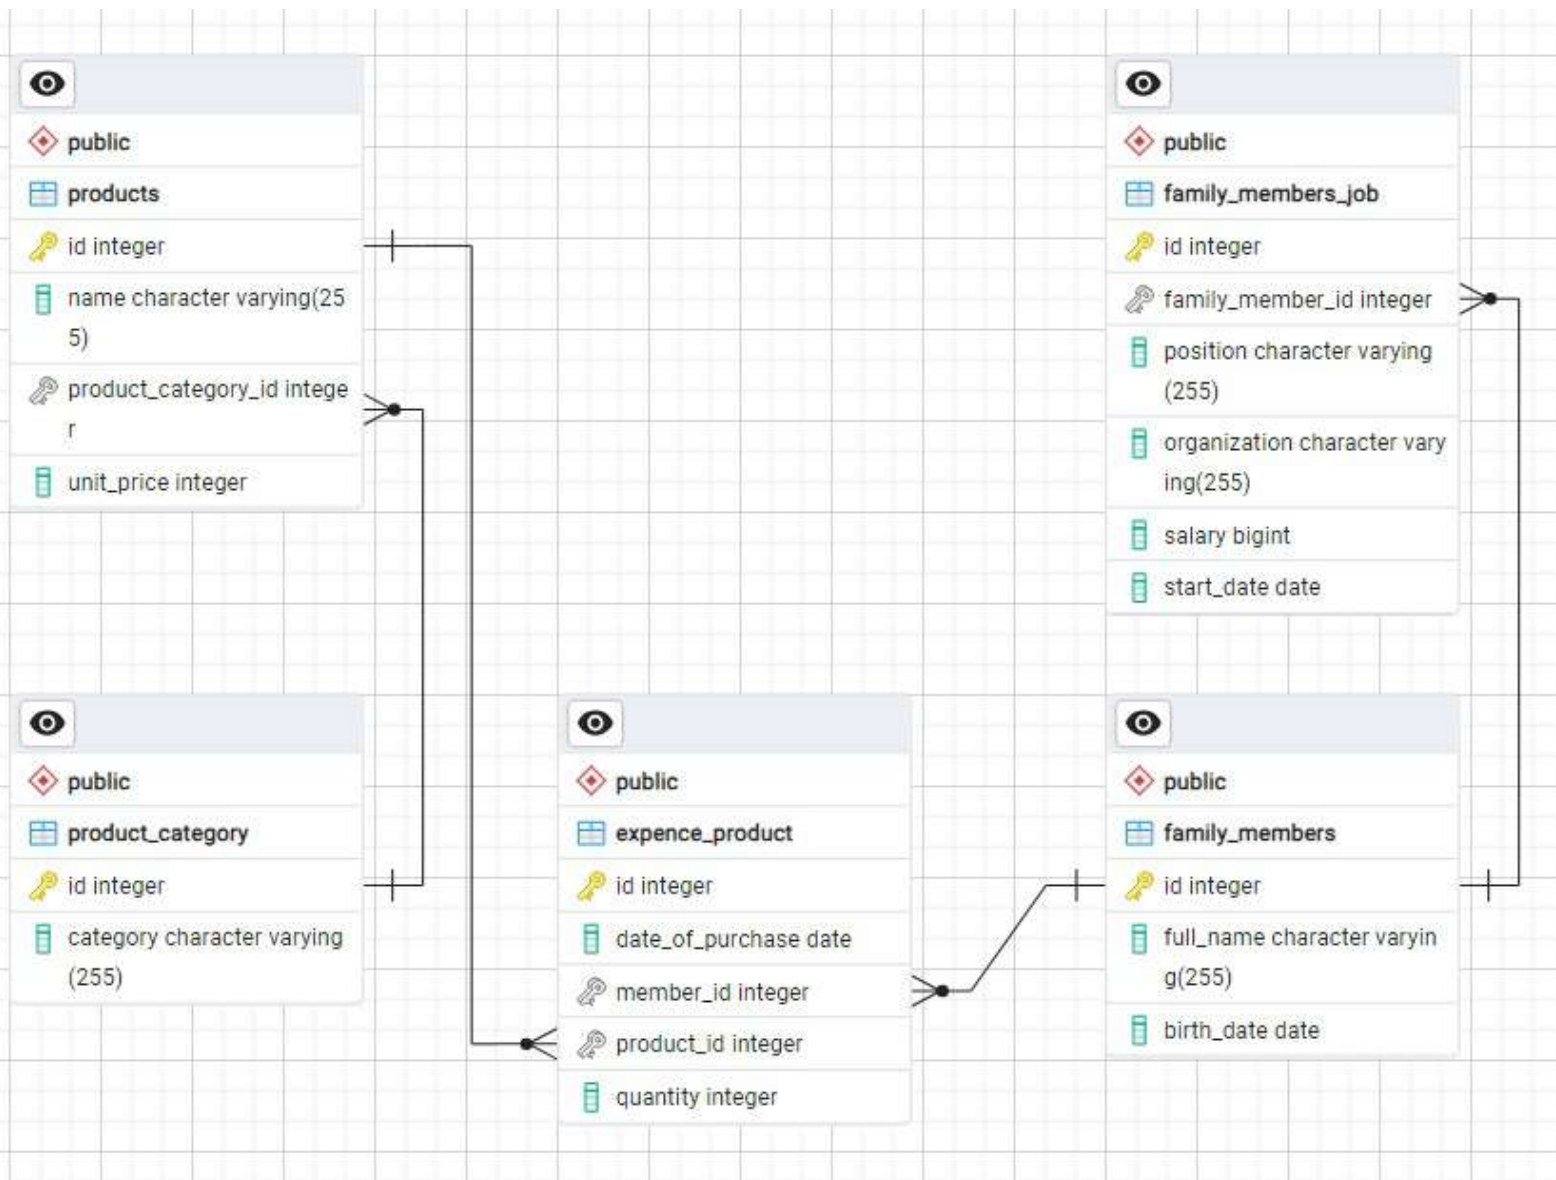 public
products
id integer
name character varying(25
5)
product_category_id intege
r
unit_price integer
public
family_members_job
id integer
family_member_id integer
position character varying
(255)
organization character vary
ing(255)
salary bigint
start_date date
public
product_category
id integer
category character varying
(255)
public
expence_product
id integer
date_of_purchase date
member_id integer
product_id integer
quantity integer
public
family_members
id integer
full_name character varyin
g(255)
birth_date date